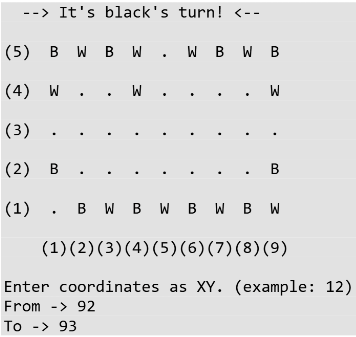 --> It's black's turn! <--
(5) B W B W . W B W B
(4) W . . W . . . . W
(3) . . . . . . . . .
(2) B . . . . . . . B
(1) . B W B W B W B W
(1)(2)(3)(4)(5)(6)(7)(8)(9)
Enter coordinates as XY. (example: 12)
From -> 92
To -> 93